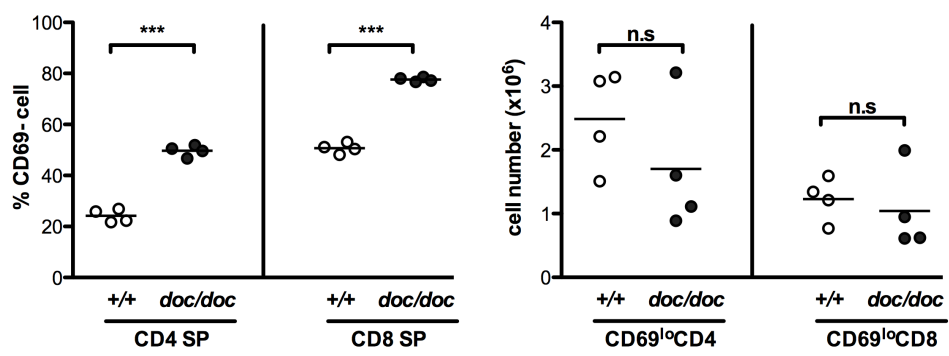 100
80
60
40
20
0
% CD69- cell
***
***
+/+ doc/doc +/+ doc/doc
CD4 SP CD8 SP
4
3
2
1
0
cell number (x10⁶)
n.s
n.s
+/+ doc/doc +/+ doc/doc
CD69ˡᵒCD4 CD69ˡᵒCD8